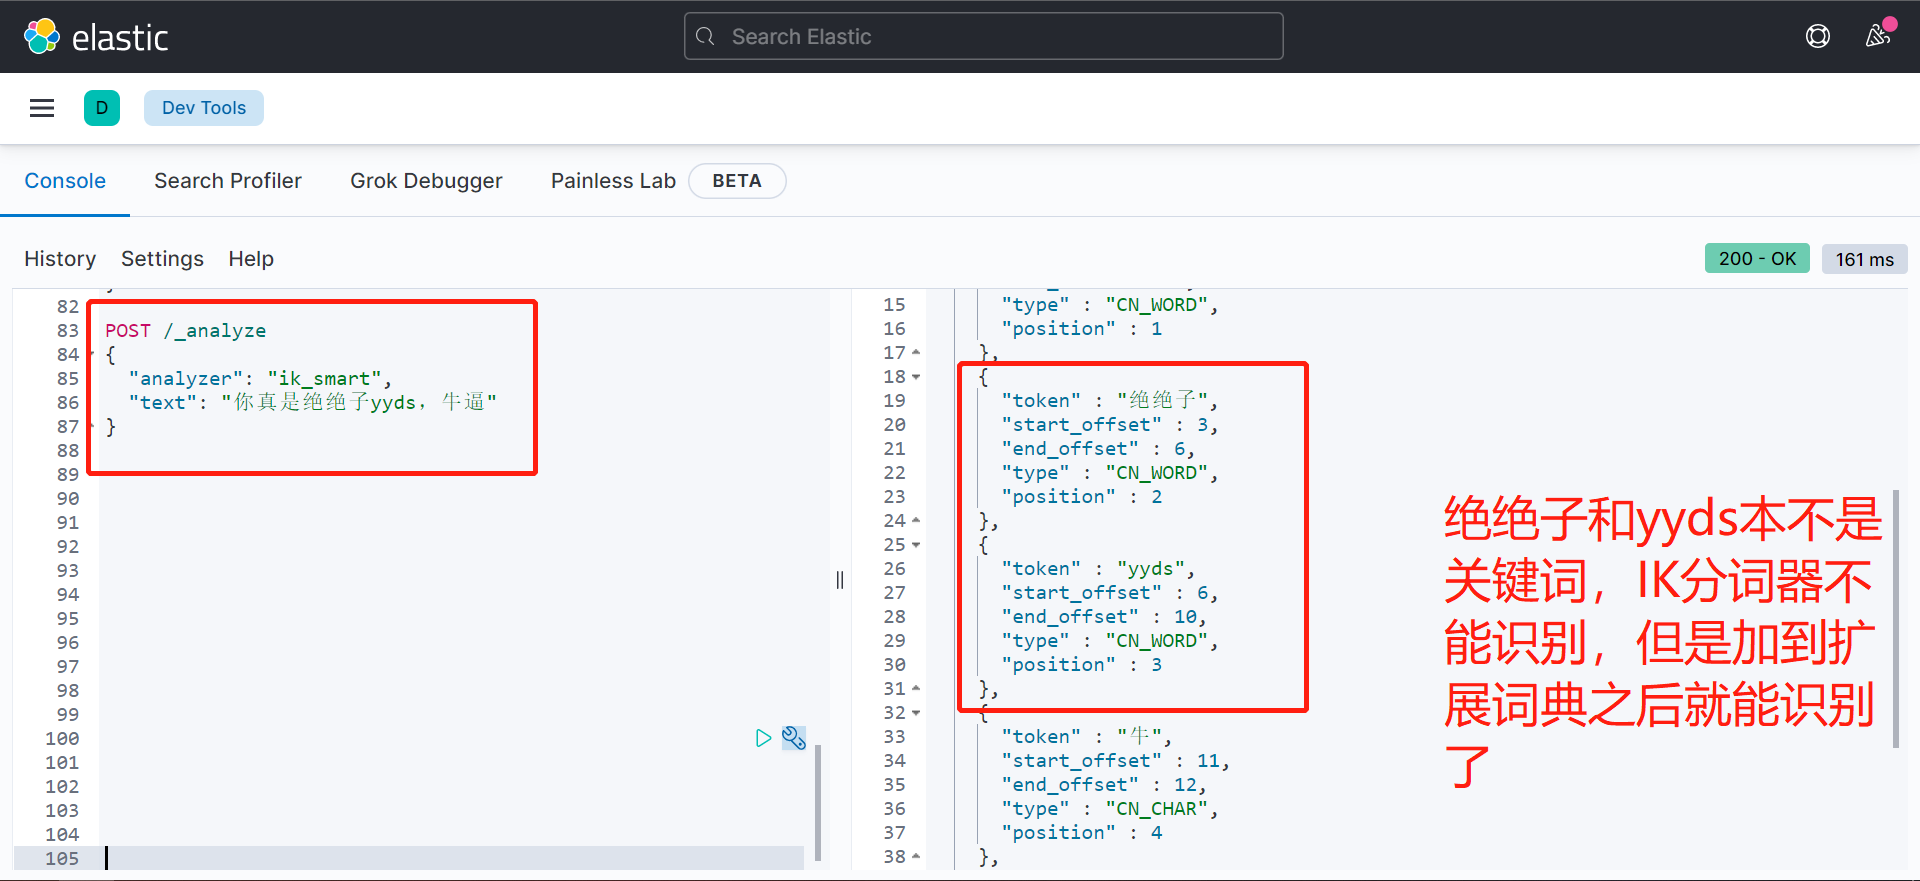 elastic
Search Elastic
D
Dev Tools
Console
Search Profiler
Grok Debugger
Painless Lab
BETA
History
Settings
Help
200 - OK
161 ms
82
83 POST /_analyze
84 {
85 "analyzer": "ik_smart",
86 "text": "你真是绝绝子yyds，牛逼"
87 }
88
89
90
91
92
93
94
95
96
97
98
99
100
101
102
103
104
105
15 "type" : "CN_WORD",
16 "position" : 1
17 },
18 {
19 "token" : "绝绝子",
20 "start_offset" : 3,
21 "end_offset" : 6,
22 "type" : "CN_WORD",
23 "position" : 2
24 },
25 {
26 "token" : "yyds",
27 "start_offset" : 6,
28 "end_offset" : 10,
29 "type" : "CN_WORD",
30 "position" : 3
31 },
32 {
33 "token" : "牛",
34 "start_offset" : 11,
35 "end_offset" : 12,
36 "type" : "CN_CHAR",
37 "position" : 4
38 },
绝绝子和yyds本不是
关键词，IK分词器不
能识别，但是加到扩
展词典之后就能识别
了